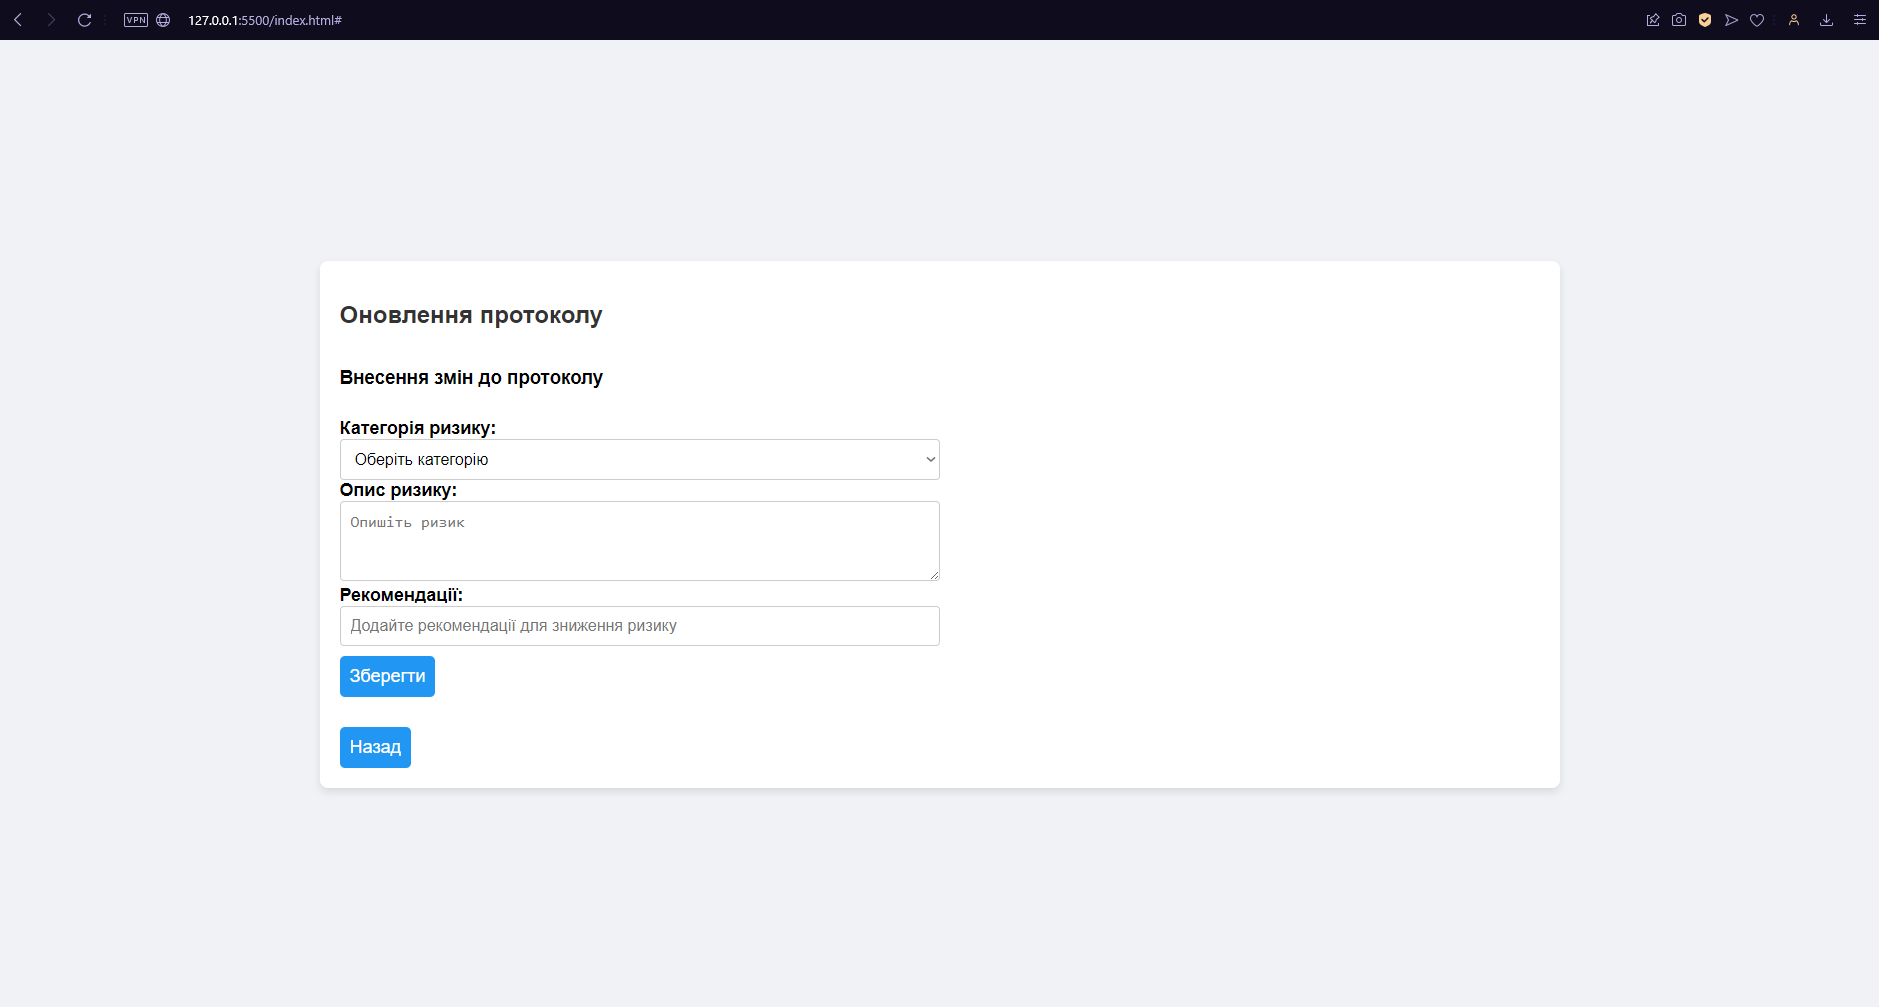 VPN 127.0.0.1:5500/index.html#
Оновлення протоколу
Внесення змін до протоколу
Категорія ризику:
Оберіть категорію
Опис ризику:
Опишіть ризик
Рекомендації:
Додайте рекомендації для зниження ризику
Зберегти
Назад